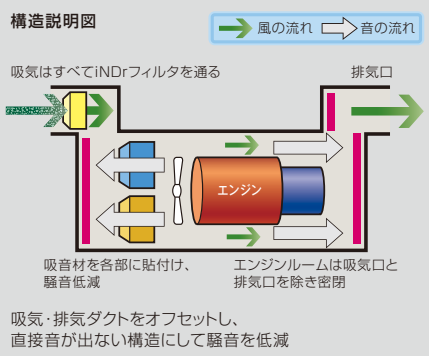 構造説明図
風の流れ
音の流れ
吸気はすべてiNDrフィルタを通る
排気口
エンジン
吸音材を各部に貼付け、
騒音低減
エンジンルームは吸気口と
排気口を除き密閉
吸気・排気ダクトをオフセットし、
直接音が出ない構造にして騒音を低減